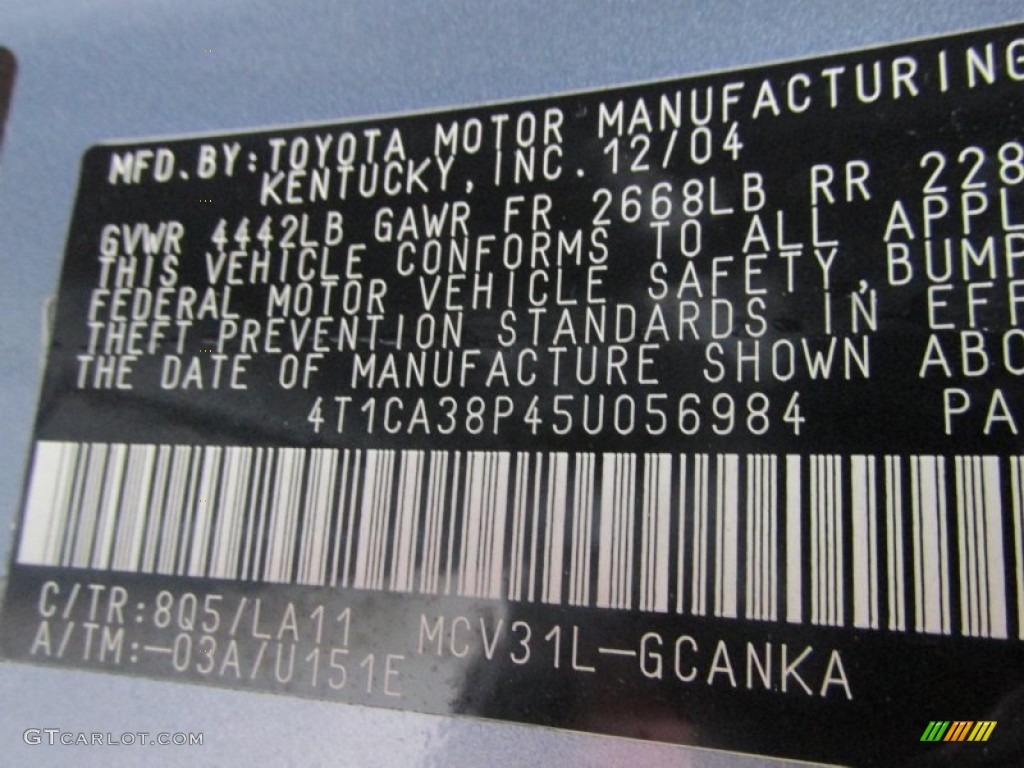 MFD. BY: TOYOTA MOTOR MANUFACTURING
KENTUCKY, INC. 12/04
GVWR 4442LB GAWR FR 2668LB RR 228
THIS VEHICLE CONFORMS TO ALL APPL
FEDERAL MOTOR VEHICLE SAFETY, BUMP
THEFT PREVENTION STANDARDS IN EFF
THE DATE OF MANUFACTURE SHOWN ABO
4T1CA38P45U056984 PA
C/TR:8Q5/LA11 MCV31L-GCANKA
A/TM:-03A/U151E
GTCARLOT.COM